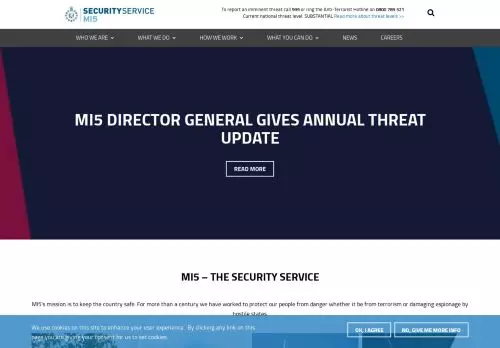 SECURITYSERVICE
MI5
To report an imminent threat call 999 or ring the Anti-Terrorist Hotline on 0800 789 321
Current national threat level: SUBSTANTIAL Read more about threat levels >>
WHO WE ARE
WHAT WE DO
HOW WE WORK
WHAT YOU CAN DO
NEWS
CAREERS
MI5 DIRECTOR GENERAL GIVES ANNUAL THREAT
UPDATE
READ MORE
MI5 – THE SECURITY SERVICE
MI5's mission is to keep the country safe. For more than a century we have worked to protect our people from danger whether it be from terrorism or damaging espionage by
hostile states.
We use cookies on this site to enhance your user experience. By clicking any link on this
page you are giving your consent for us to set cookies.
OK, I AGREE
NO, GIVE ME MORE INFO